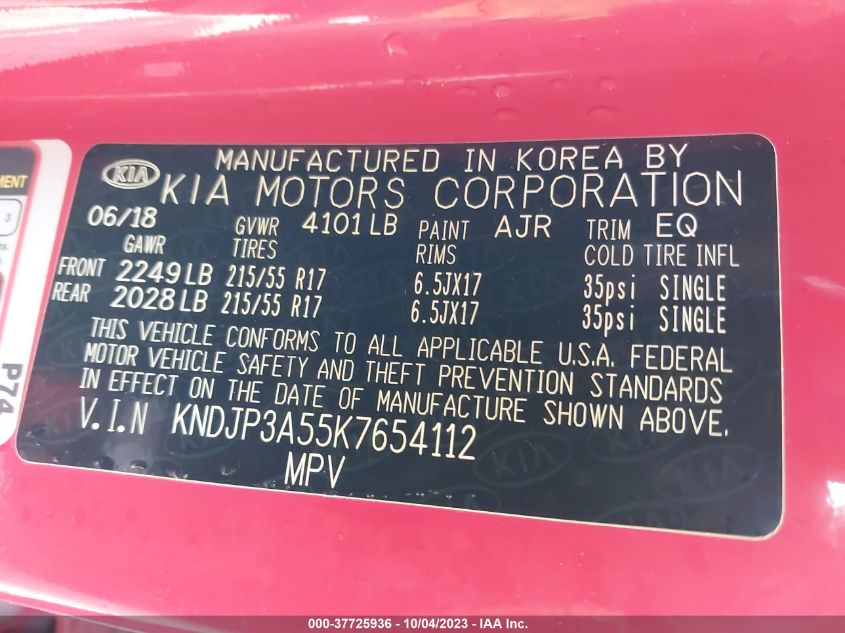 MANUFACTURED IN KOREA BY
KIA KIA MOTORS CORPORATION
06/18 GVWR 4101 LB PAINT AJR TRIM EQ
GAWR TIRES RIMS COLD TIRE INFL
FRONT 2249 LB 215/55 R17 6.5JX17 35psi SINGLE
REAR 2028 LB 215/55 R17 6.5JX17 35psi SINGLE
THIS VEHICLE CONFORMS TO ALL APPLICABLE U.S.A. FEDERAL
MOTOR VEHICLE SAFETY AND THEFT PREVENTION STANDARDS
IN EFFECT ON THE DATE OF MANUFACTURE SHOWN ABOVE.
V.I.N KNDJP3A55K7654112
MPV
MENT
3
P74
000-37725936 - 10/04/2023 - IAA Inc.